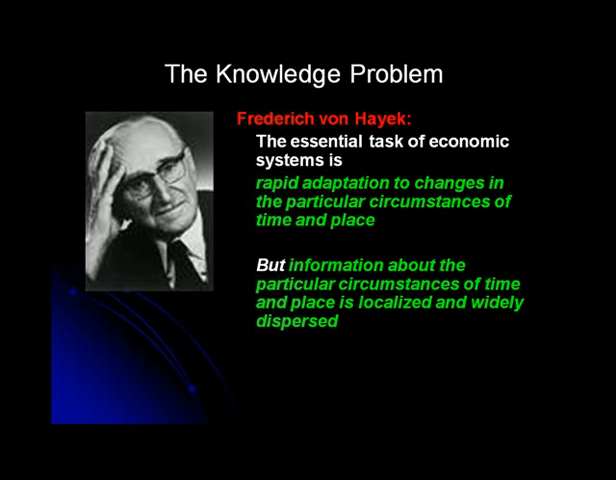 The Knowledge Problem
Frederich von Hayek:
The essential task of economic
systems is
rapid adaptation to changes in
the particular circumstances of
time and place
But information about the
particular circumstances of time
and place is localized and widely
dispersed